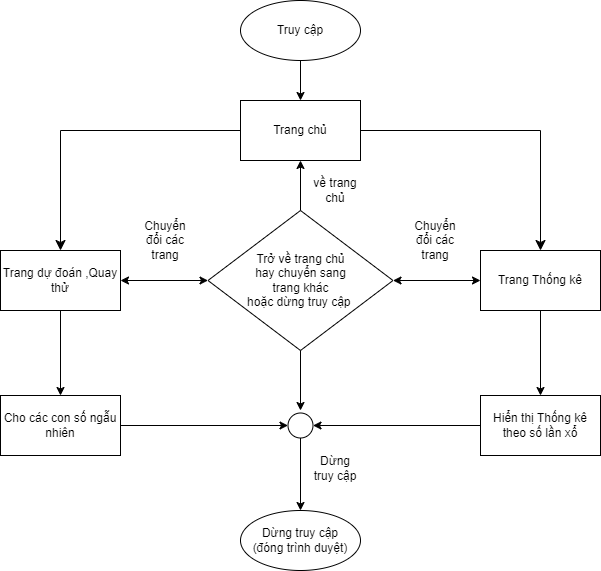 Truy cập
Trang chủ
về trang
chủ
Chuyển
đổi các
trang
Chuyển
đổi các
trang
Trở về trang chủ
hay chuyển sang
trang khác
hoặc dừng truy cập
Trang dự đoán ,Quay
thử
Trang Thống kê
Cho các con số ngẫu
nhiên
Hiển thị Thống kê
theo số lần xổ
Dừng
truy cập
Dừng truy cập
(đóng trình duyệt)